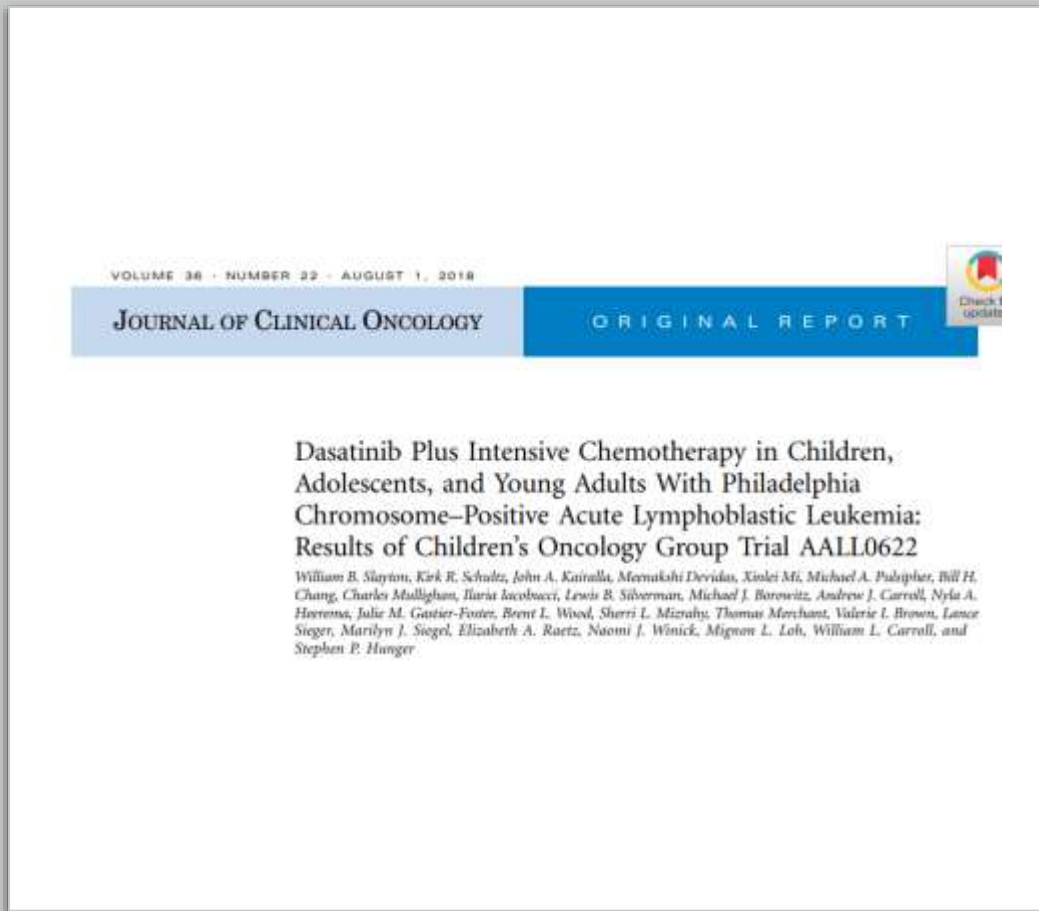 VOLUME 36 · NUMBER 22 · AUGUST 1, 2018
JOURNAL OF CLINICAL ONCOLOGY
ORIGINAL REPORT
Check f
update
Dasatinib Plus Intensive Chemotherapy in Children,
Adolescents, and Young Adults With Philadelphia
Chromosome–Positive Acute Lymphoblastic Leukemia:
Results of Children's Oncology Group Trial AALL0622
William B. Slayton, Kirk R. Schultz, John A. Kairalla, Meenakshi Devidas, Xinlei Mi, Michael A. Pulsipher, Bill H.
Chang, Charles Mullighan, Ilaria Iacobucci, Lewis B. Silverman, Michael J. Borowitz, Andrew J. Carroll, Nyla A.
Heerema, Julie M. Gastier-Foster, Brent L. Wood, Sherri L. Mizrahy, Thomas Merchant, Valerie I. Brown, Lance
Sieger, Marilyn J. Siegel, Elizabeth A. Raetz, Naomi J. Winick, Mignon L. Loh, William L. Carroll, and
Stephen P. Hunger